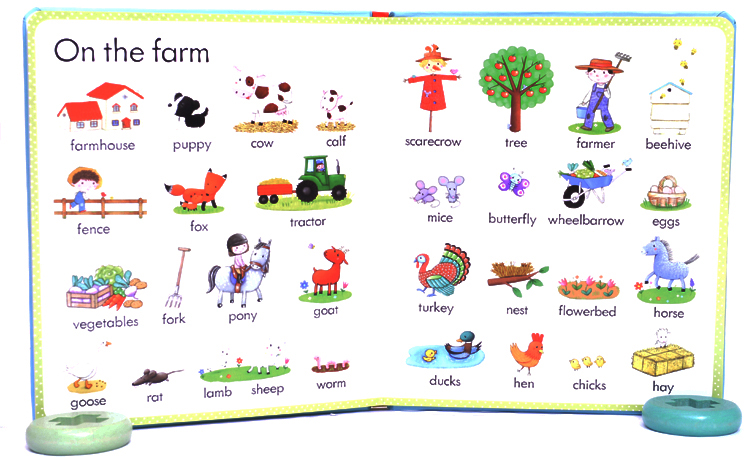 On the farm
farmhouse
puppy
cow
calf
fence
fox
tractor
vegetables
fork
pony
goat
goose
rat
lamb
sheep
worm
scarecrow
tree
farmer
beehive
mice
butterfly
wheelbarrow
eggs
turkey
nest
flowerbed
horse
ducks
hen
chicks
hay